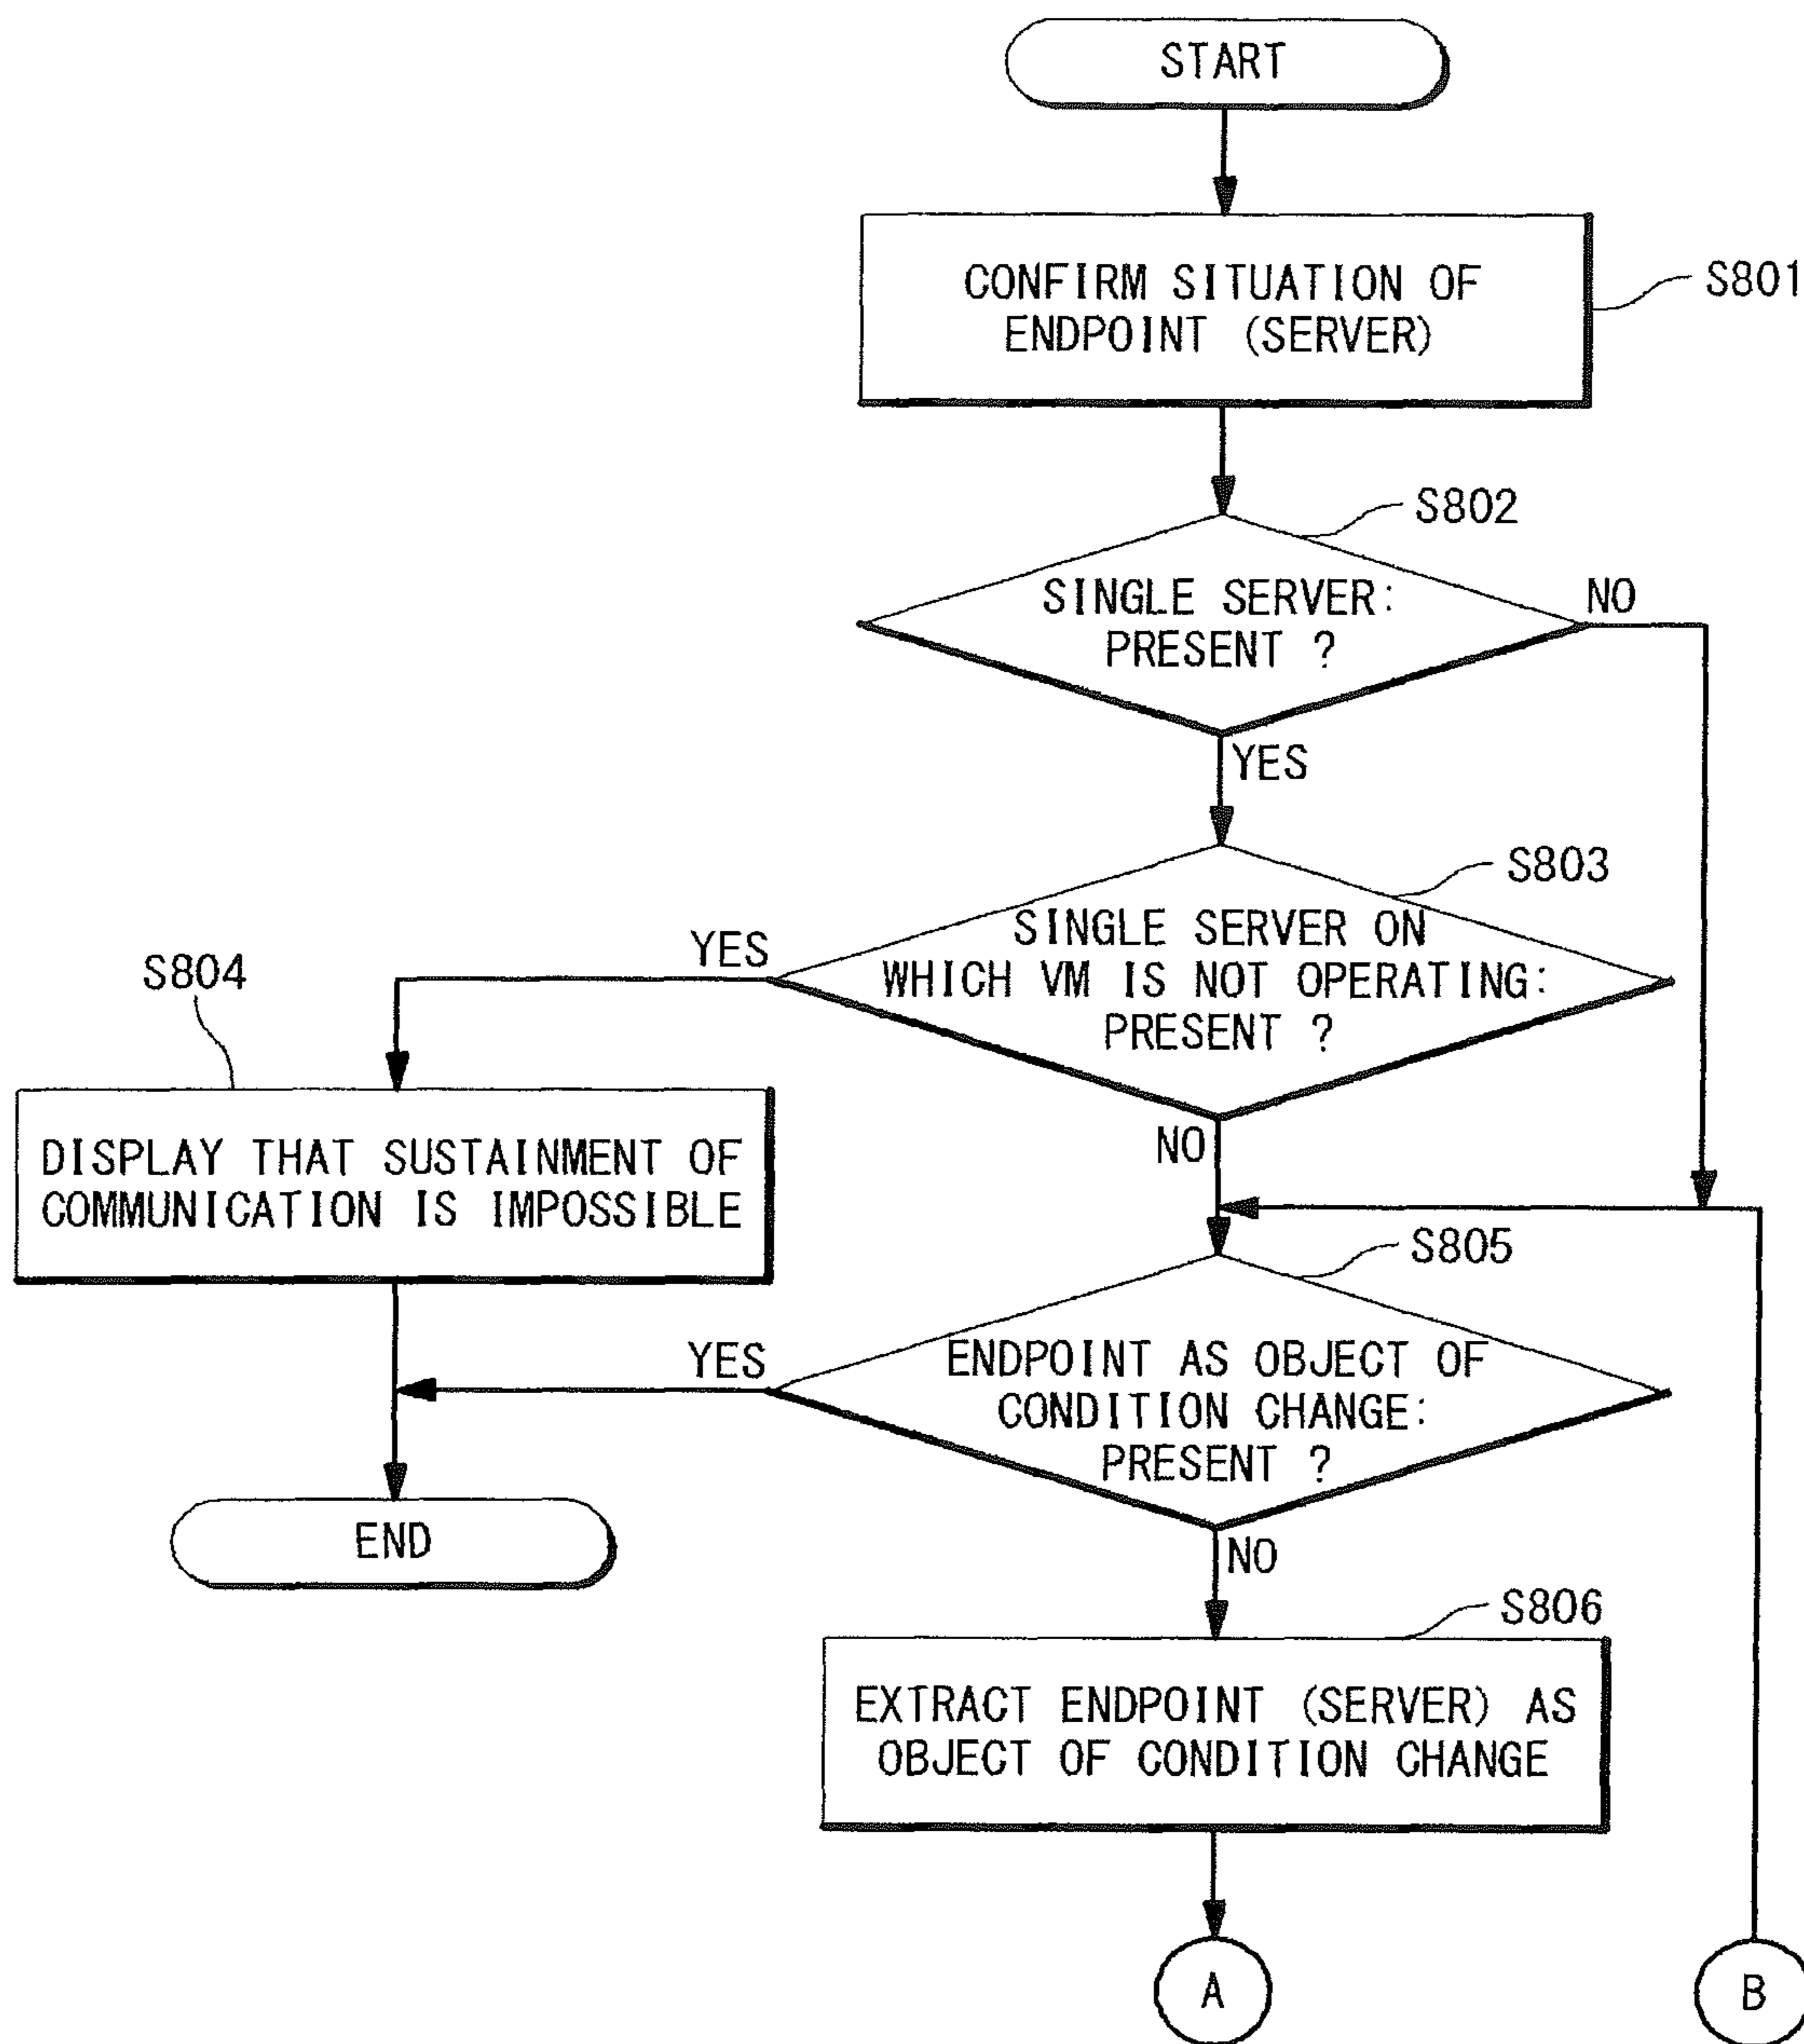 START
CONFIRM SITUATION OF
ENDPOINT (SERVER)
S801
S802
SINGLE SERVER:
PRESENT ?
NO
YES
S803
SINGLE SERVER ON
WHICH VM IS NOT OPERATING:
PRESENT ?
YES
S804
NO
DISPLAY THAT SUSTAINMENT OF
COMMUNICATION IS IMPOSSIBLE
S805
ENDPOINT AS OBJECT OF
CONDITION CHANGE:
PRESENT ?
YES
END
NO
S806
EXTRACT ENDPOINT (SERVER) AS
OBJECT OF CONDITION CHANGE
A
B